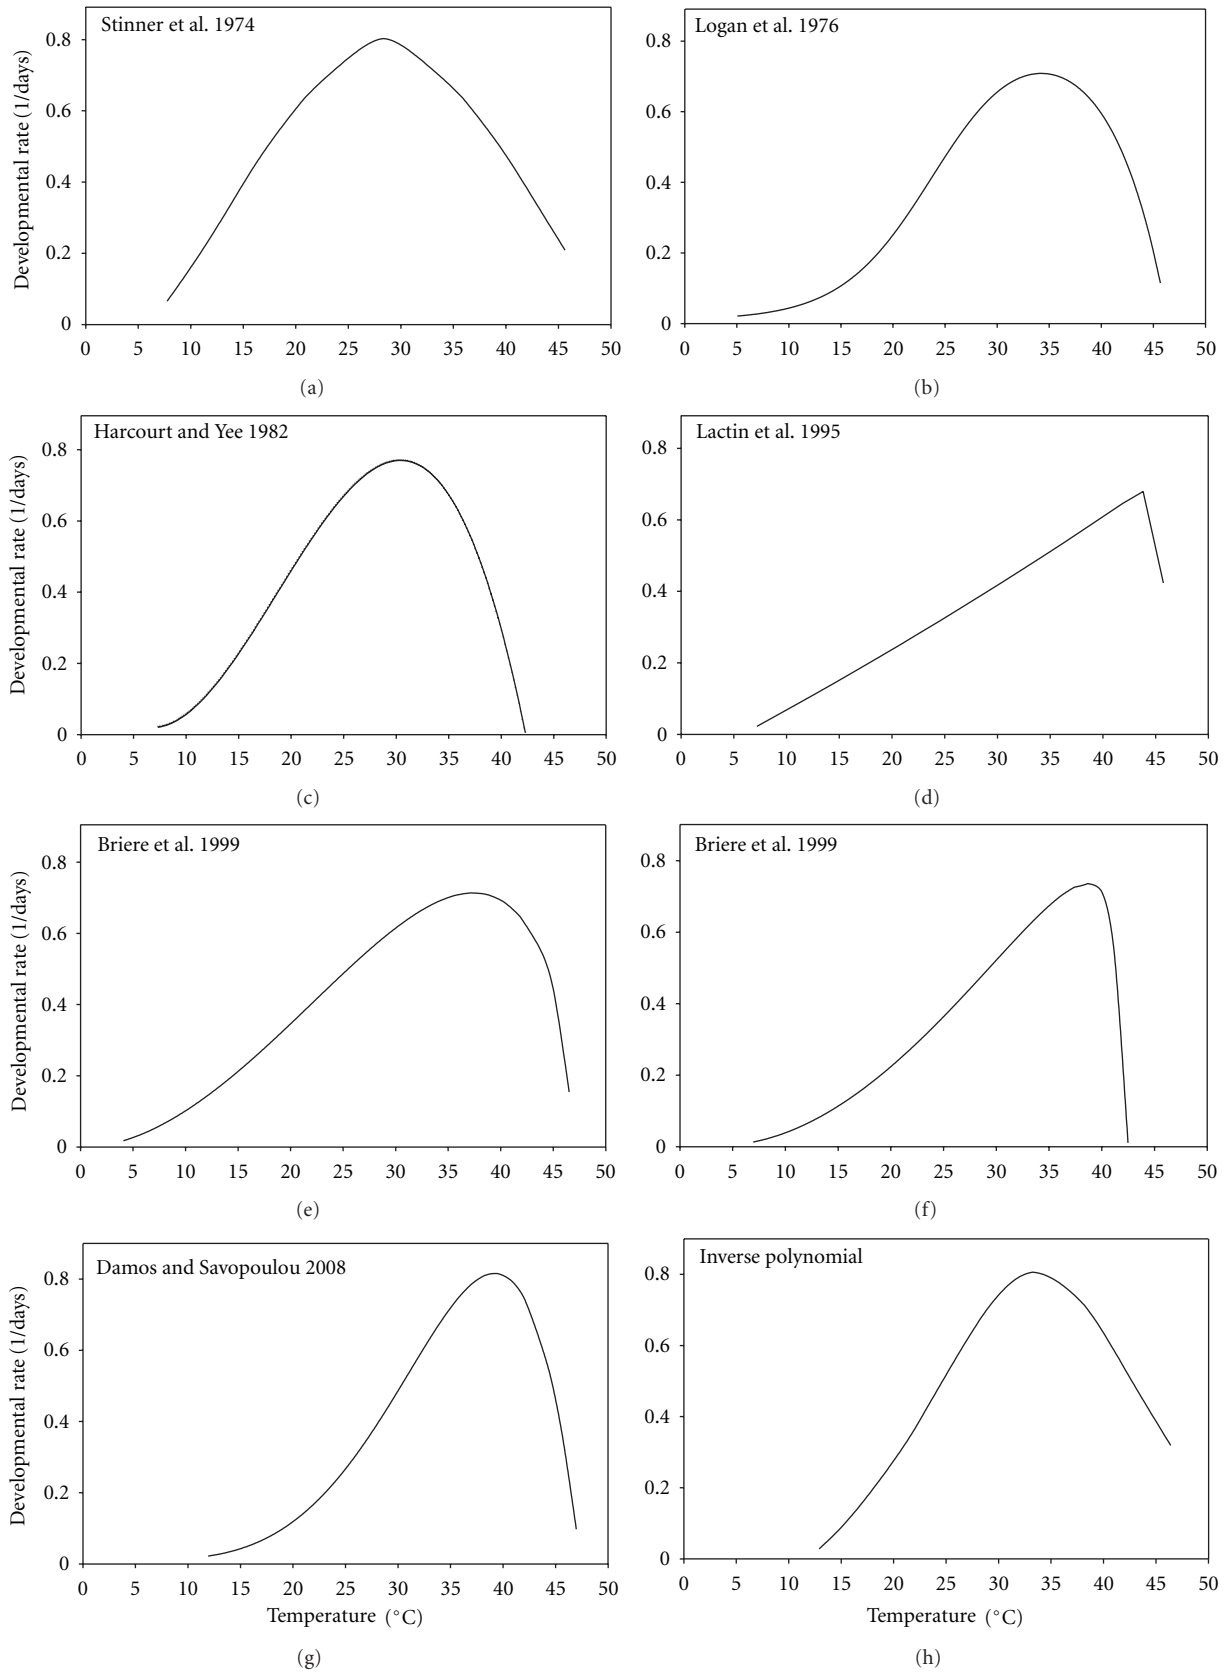 Stinner et al. 1974
Developmental rate (1/days)
0.8
0.6
0.4
0.2
0
0 5 10 15 20 25 30 35 40 45 50
(a)
Logan et al. 1976
0.8
0.6
0.4
0.2
0
0 5 10 15 20 25 30 35 40 45 50
(b)
Harcourt and Yee 1982
Developmental rate (1/days)
0.8
0.6
0.4
0.2
0
0 5 10 15 20 25 30 35 40 45 50
(c)
Lactin et al. 1995
0.8
0.6
0.4
0.2
0
0 5 10 15 20 25 30 35 40 45 50
(d)
Briere et al. 1999
Developmental rate (1/days)
0.8
0.6
0.4
0.2
0
0 5 10 15 20 25 30 35 40 45 50
(e)
Briere et al. 1999
0.8
0.6
0.4
0.2
0
0 5 10 15 20 25 30 35 40 45 50
(f)
Damos and Savopoulou 2008
Developmental rate (1/days)
0.8
0.6
0.4
0.2
0
0 5 10 15 20 25 30 35 40 45 50
Temperature (°C)
(g)
Inverse polynomial
0.8
0.6
0.4
0.2
0
0 5 10 15 20 25 30 35 40 45 50
Temperature (°C)
(h)